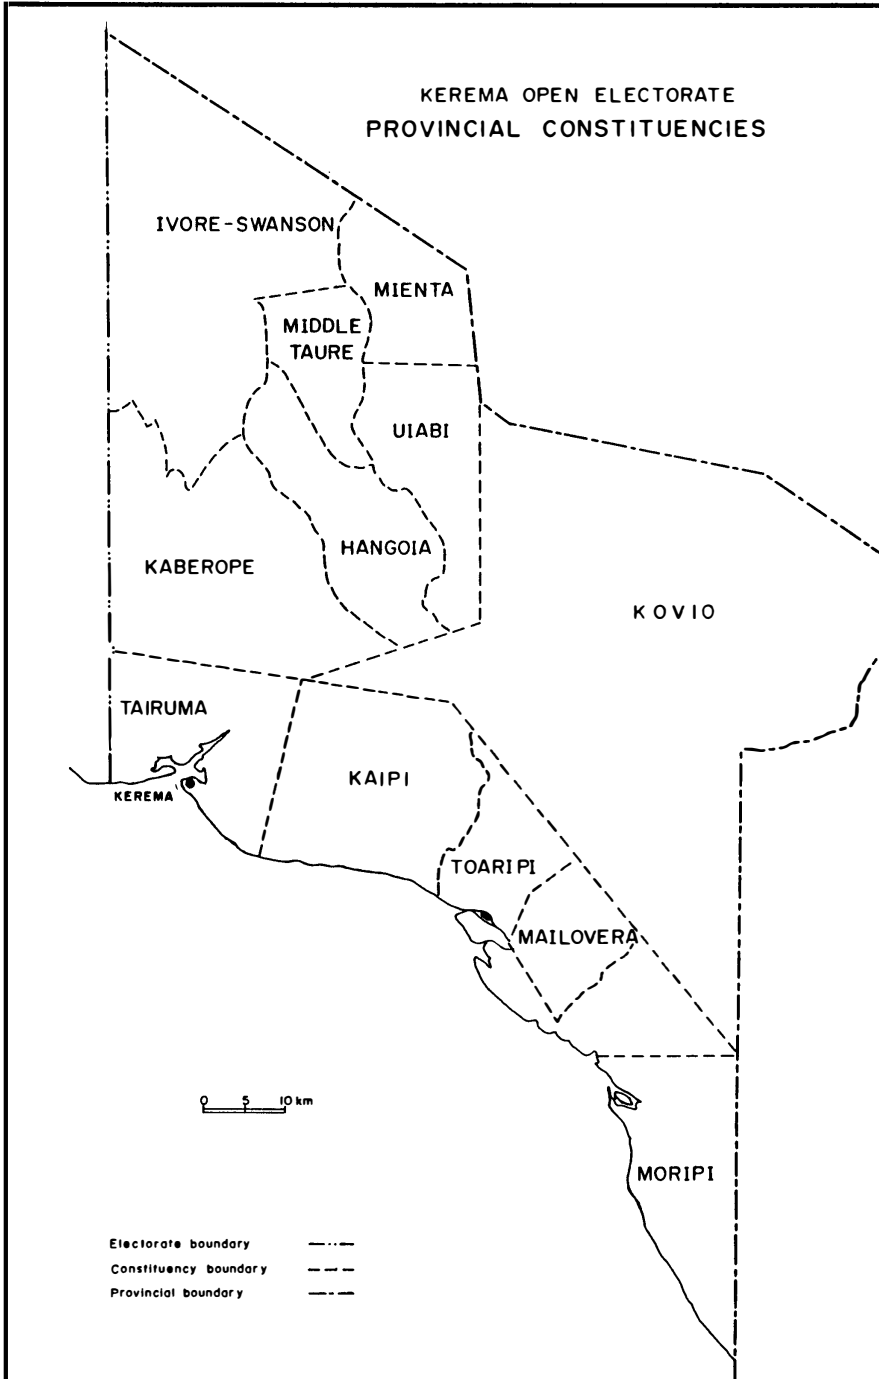 KEREMA OPEN ELECTORATE
PROVINCIAL CONSTITUENCIES
IVORE-SWANSON
MIENTA
MIDDLE
TAURE
UIABI
HANGOIA
KABEROPE
KOVIO
TAIRUMA
KAIPI
KEREMA
TOARIPI
MAILOVERA
0 5 10 km
MORIPI
Electorate boundary
Constituency boundary
Provincial boundary